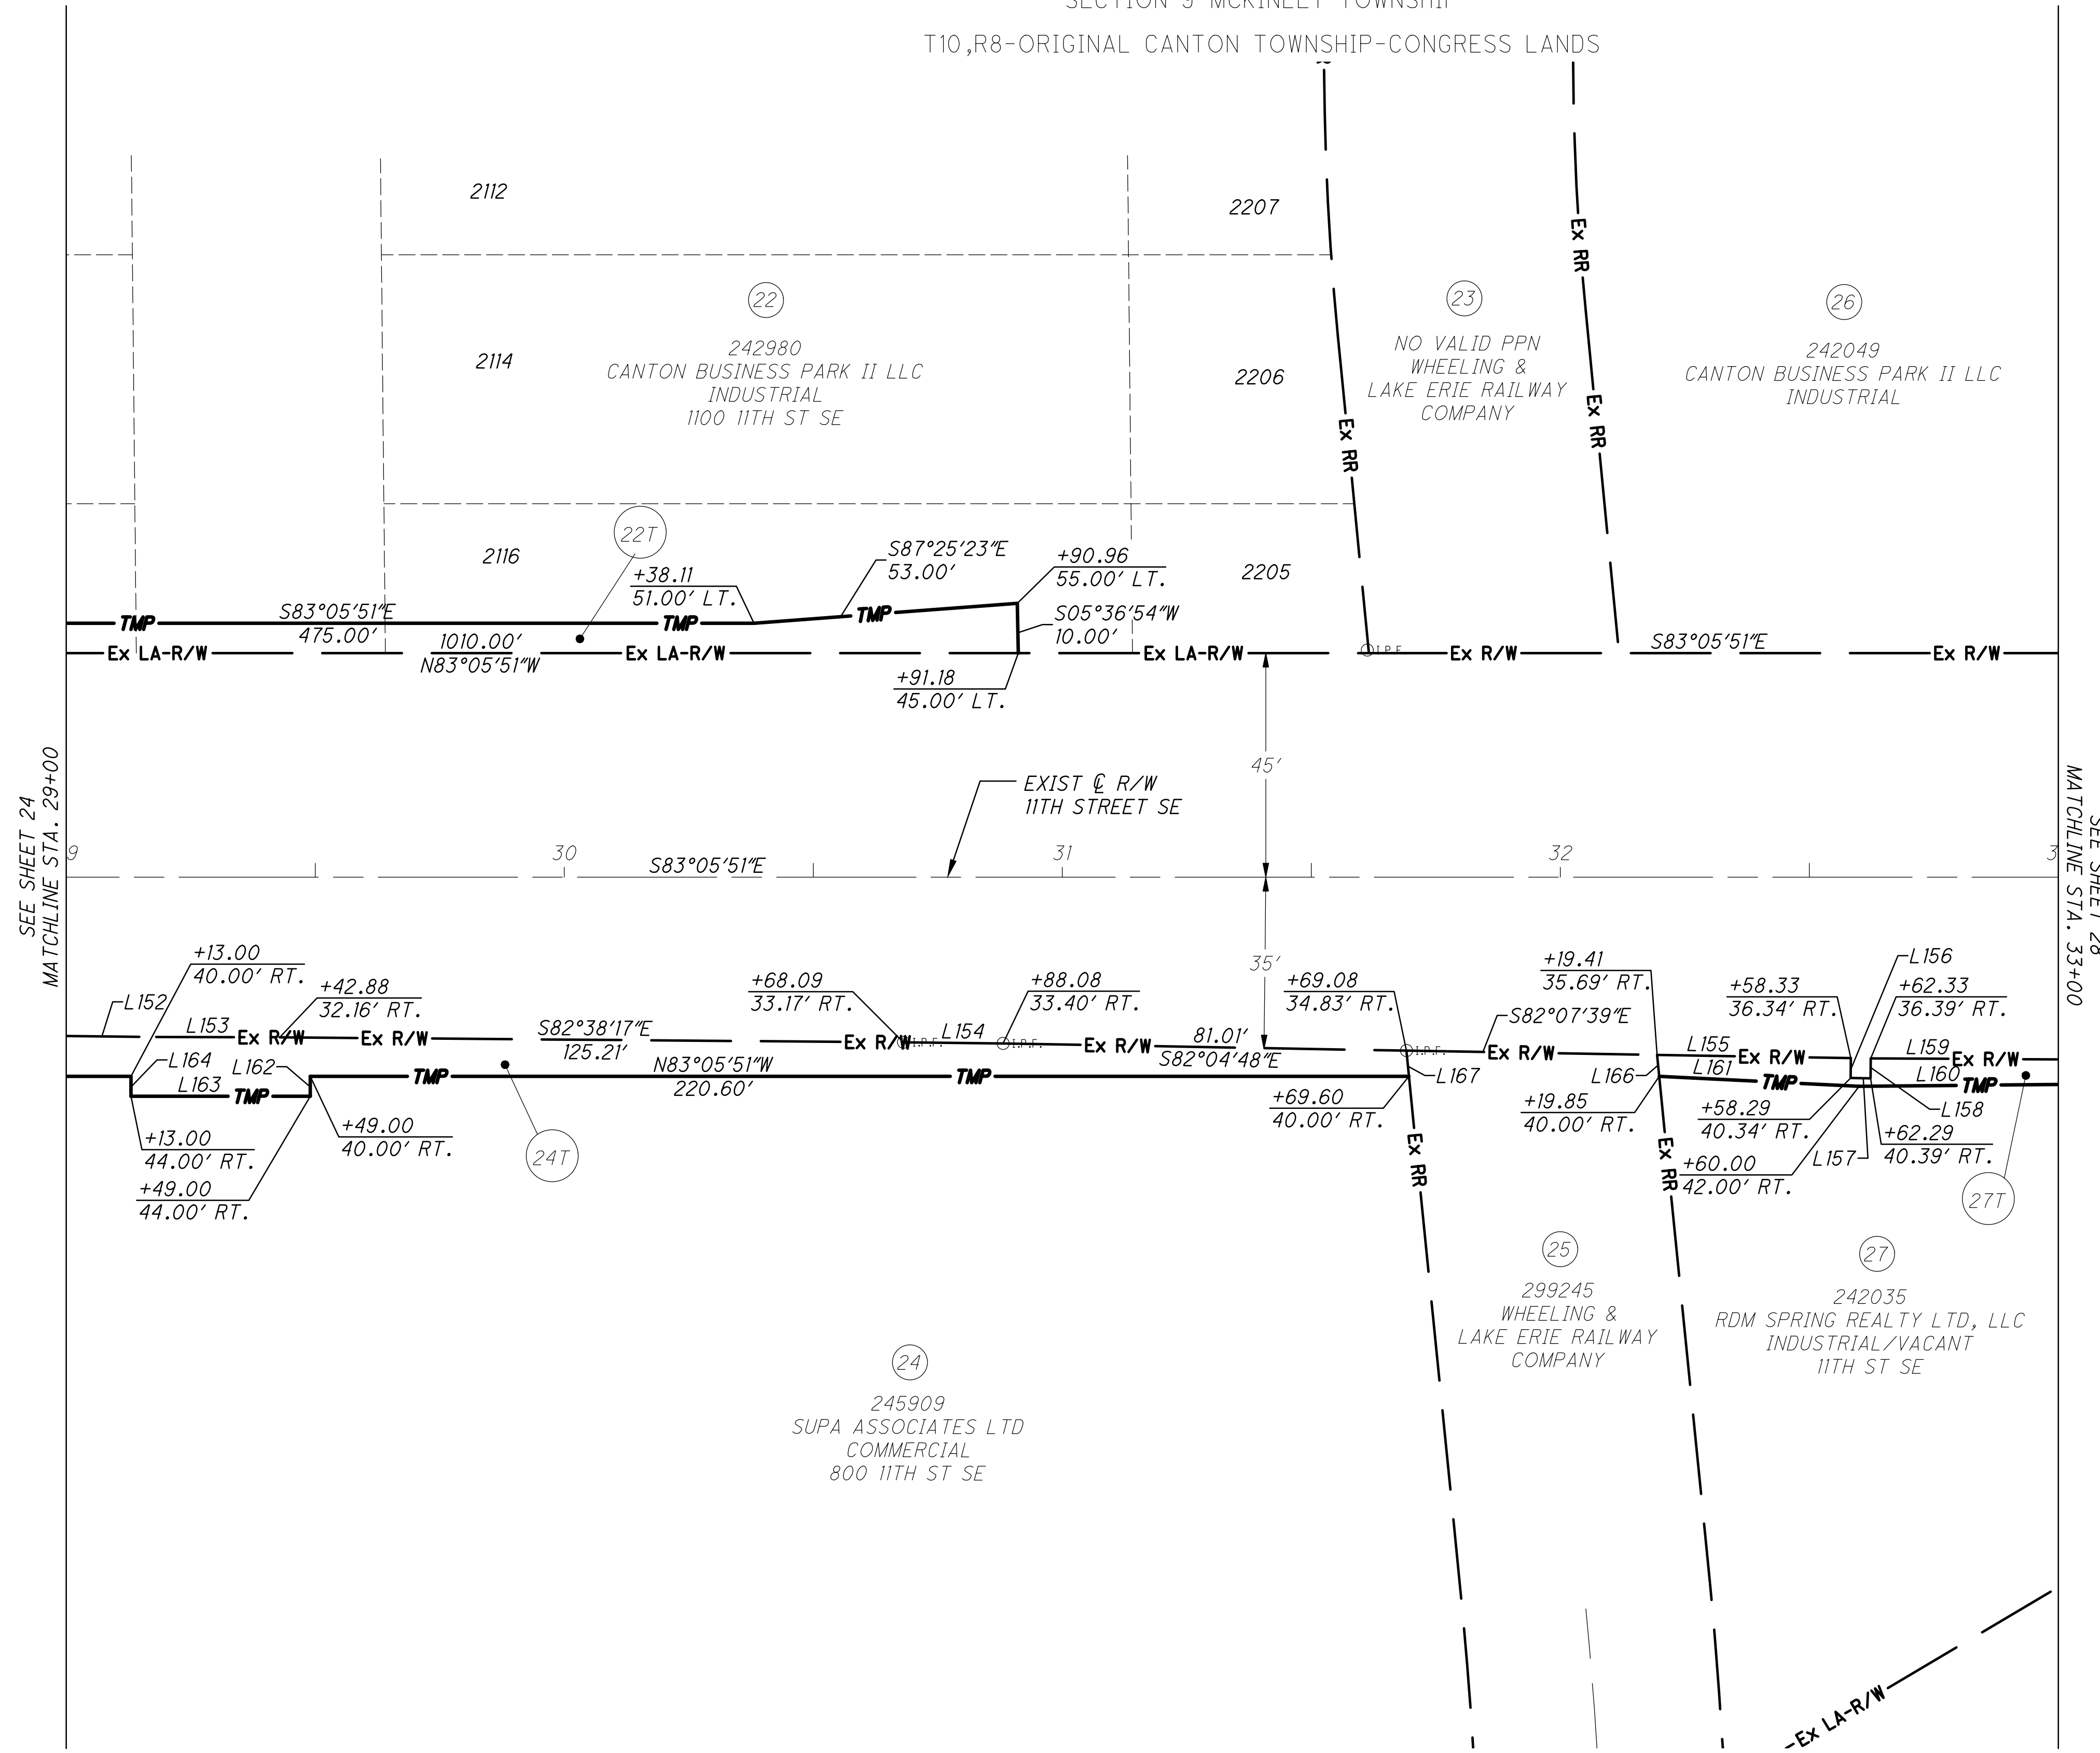 SECTION 9 MCKINLEY TOWNSHIP
T10,R8-ORIGINAL CANTON TOWNSHIP-CONGRESS LANDS
2112
2207
Ex RR
22
242980
CANTON BUSINESS PARK II LLC
INDUSTRIAL
1100 11TH ST SE
23
NO VALID PPN
WHEELING &
LAKE ERIE RAILWAY
COMPANY
26
242049
CANTON BUSINESS PARK II LLC
INDUSTRIAL
2114
2206
Ex RR
Ex RR
22T
2116
2205
+38.11
51.00' LT.
S87°25'23"E
53.00'
+90.96
55.00' LT.
S05°36'54"W
10.00'
TMP
S83°05'51"E
475.00'
TMP
TMP
Ex LA-R/W
1010.00'
N83°05'51"W
Ex LA-R/W
Ex LA-R/W
I.P.F.
Ex R/W
S83°05'51"E
Ex R/W
+91.18
45.00' LT.
45'
EXIST ℄ R/W
11TH STREET SE
SEE SHEET 24
MATCHLINE STA. 29+00
MATCHLINE STA. 33+00
SEE SHEET 28
9
30
31
32
3
S83°05'51"E
35'
+13.00
40.00' RT.
L152
L153
+42.88
32.16' RT.
Ex R/W
Ex R/W
S82°38'17"E
125.21'
+68.09
33.17' RT.
Ex R/W
I.P.F.
L154
+88.08
33.40' RT.
I.P.F.
Ex R/W
81.01'
S82°04'48"E
+69.08
34.83' RT.
I.P.F.
S82°07'39"E
Ex R/W
+19.41
35.69' RT.
L155
Ex R/W
+58.33
36.34' RT.
L156
+62.33
36.39' RT.
L159
Ex R/W
L164
L162
L163
TMP
TMP
N83°05'51"W
220.60'
TMP
L167
L166
L161
TMP
L160
TMP
L158
+13.00
44.00' RT.
+49.00
40.00' RT.
+49.00
44.00' RT.
24T
+69.60
40.00' RT.
+19.85
40.00' RT.
+58.29
40.34' RT.
+60.00
42.00' RT.
L157
+62.29
40.39' RT.
27T
Ex RR
Ex RR
25
299245
WHEELING &
LAKE ERIE RAILWAY
COMPANY
27
242035
RDM SPRING REALTY LTD, LLC
INDUSTRIAL/VACANT
11TH ST SE
24
245909
SUPA ASSOCIATES LTD
COMMERCIAL
800 11TH ST SE
Ex LA-R/W